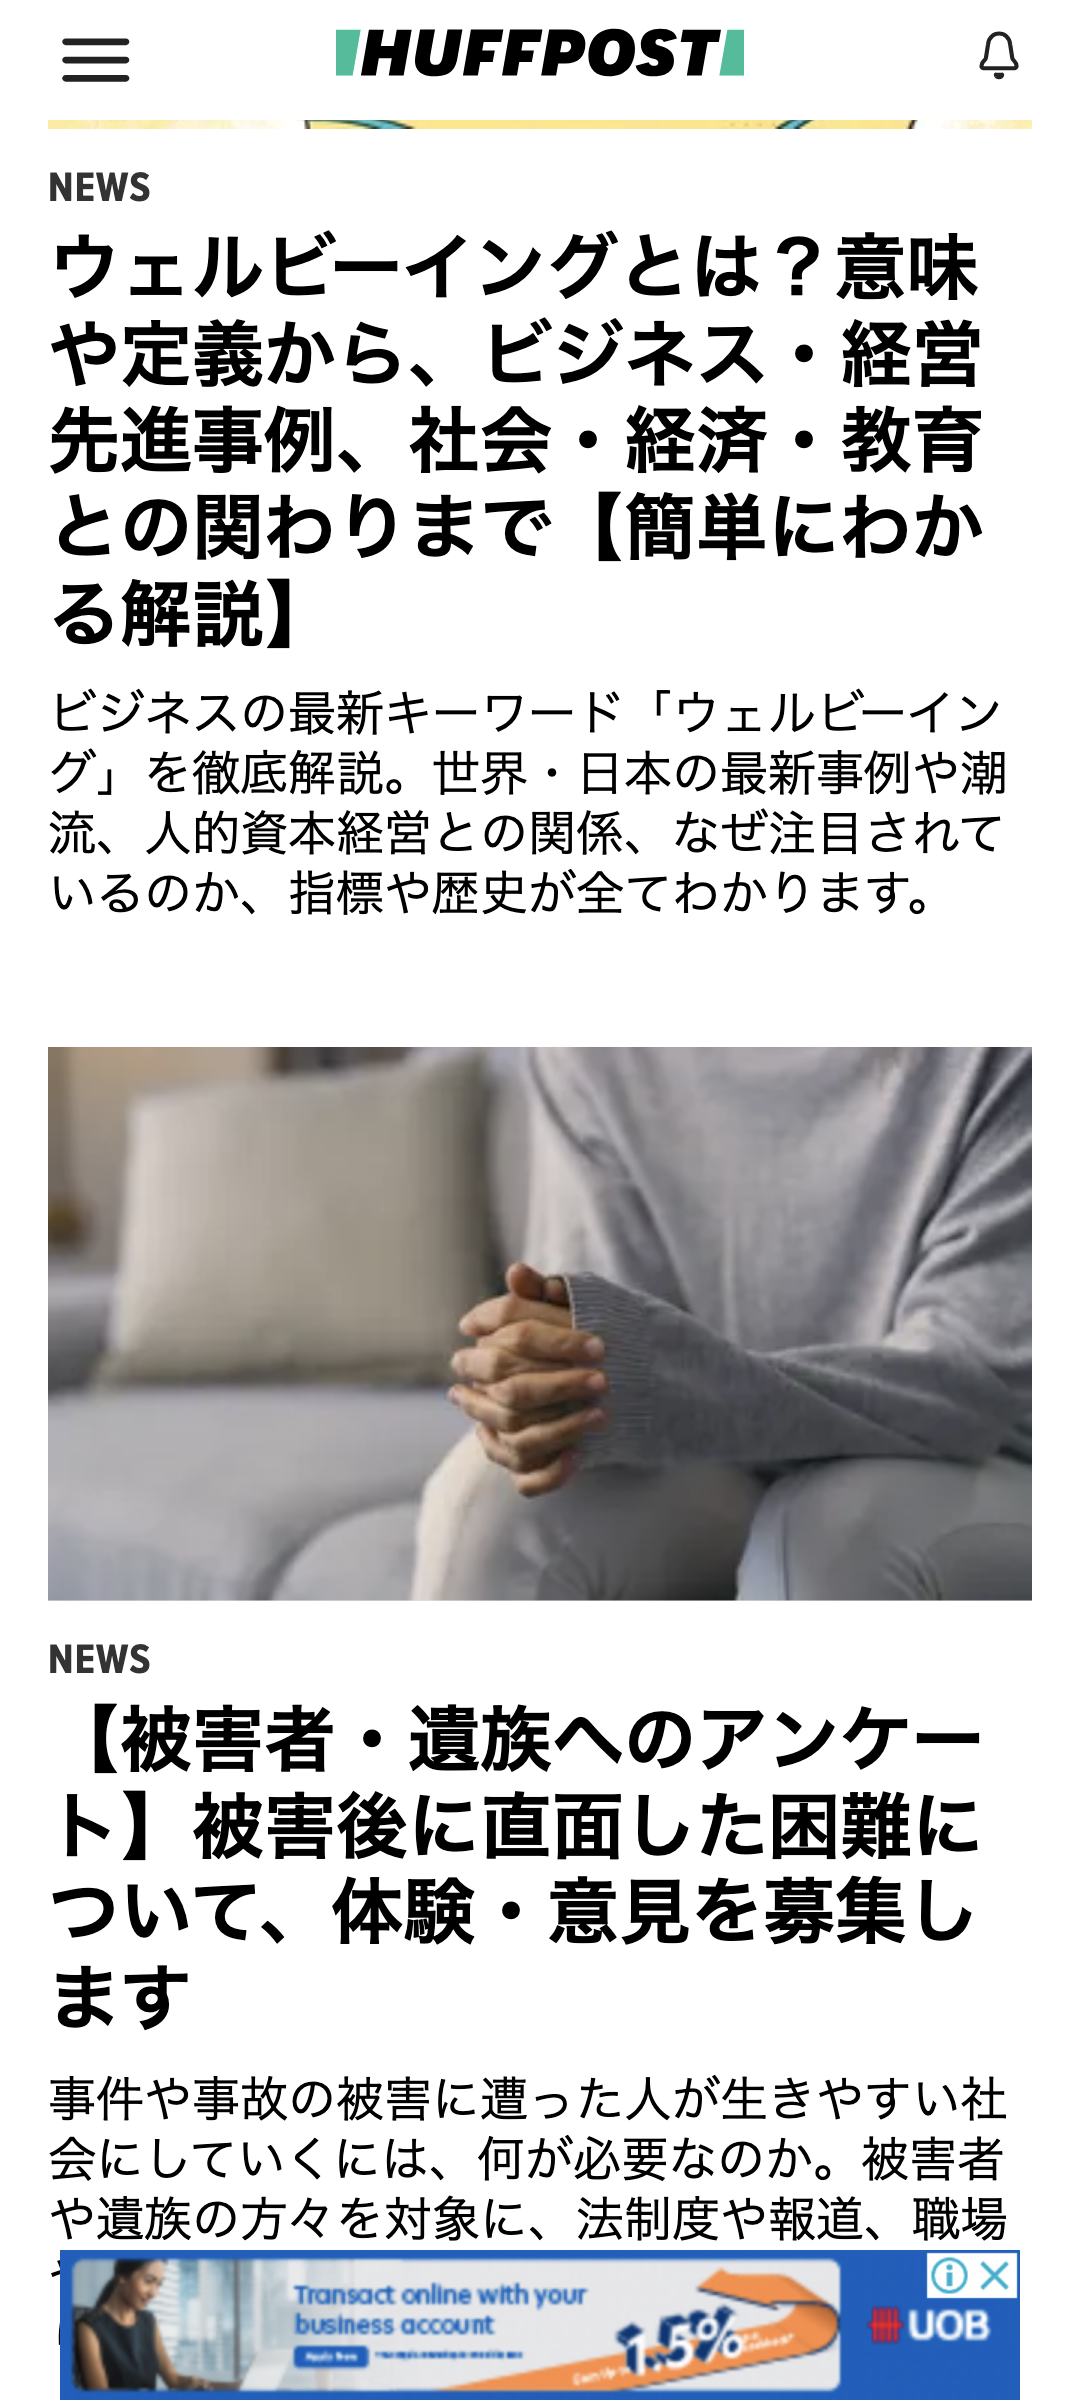 HUFFPOST
NEWS
ウェルビーイングとは？意味
や定義から、ビジネス・経営
先進事例、社会・経済・教育
との関わりまで【簡単にわか
る解説】
ビジネスの最新キーワード「ウェルビーイン
グ」を徹底解説。世界・日本の最新事例や潮
流、人的資本経営との関係、なぜ注目されて
いるのか、指標や歴史が全てわかります。
NEWS
【被害者・遺族へのアンケー
ト】被害後に直面した困難に
ついて、体験・意見を募集し
ます
事件や事故の被害に遭った人が生きやすい社
会にしていくには、何が必要なのか。被害者
や遺族の方々を対象に、法制度や報道、職場
Transact online with your
business account
Apply Now
1.5%
UOB